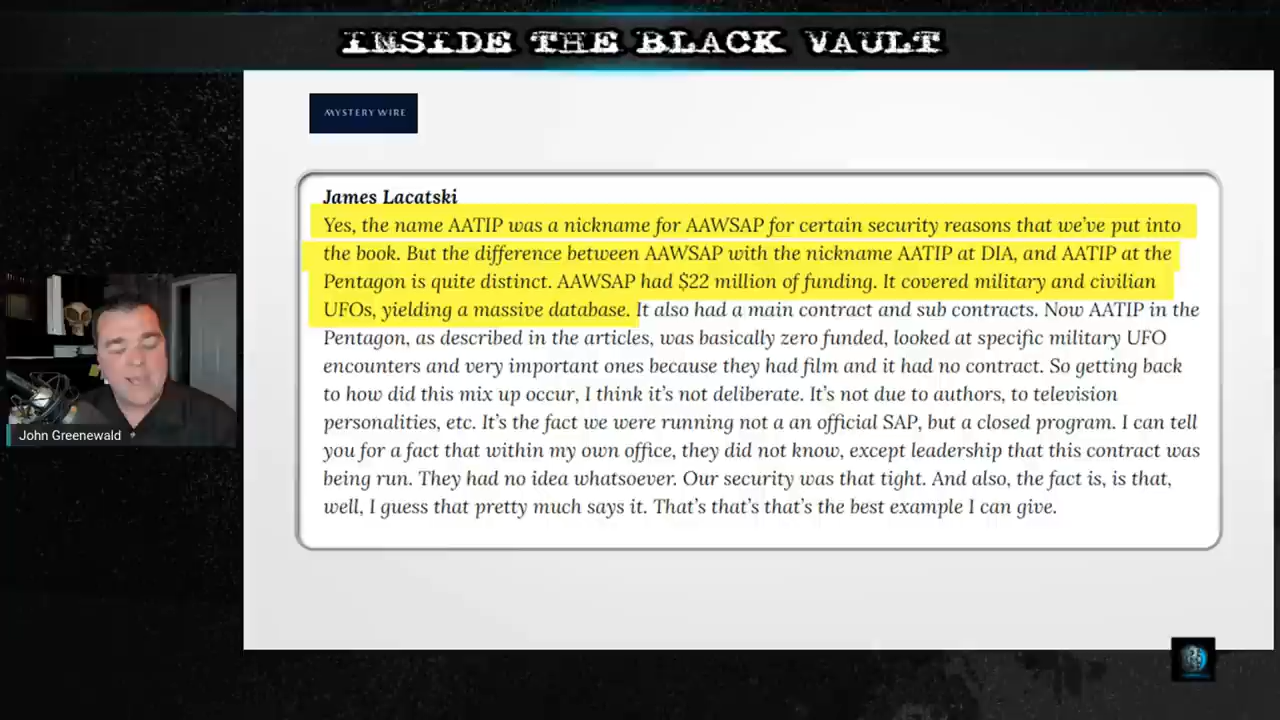 INSIDE THE BLACK VAULT
MYSTERY WIRE
James Lacatski
Yes, the name AATIP was a nickname for AAWSAP for certain security reasons that we've put into
the book. But the difference between AAWSAP with the nickname AATIP at DIA, and AATIP at the
Pentagon is quite distinct. AAWSAP had $22 million of funding. It covered military and civilian
UFOs, yielding a massive database. It also had a main contract and sub contracts. Now AATIP in the
Pentagon, as described in the articles, was basically zero funded, looked at specific military UFO
encounters and very important ones because they had film and it had no contract. So getting back
to how did this mix up occur, I think it's not deliberate. It's not due to authors, to television
personalities, etc. It's the fact we were running not a an official SAP, but a closed program. I can tell
you for a fact that within my own office, they did not know, except leadership that this contract was
being run. They had no idea whatsoever. Our security was that tight. And also, the fact is, is that,
well, I guess that pretty much says it. That's that's that's the best example I can give.
John Greenewald